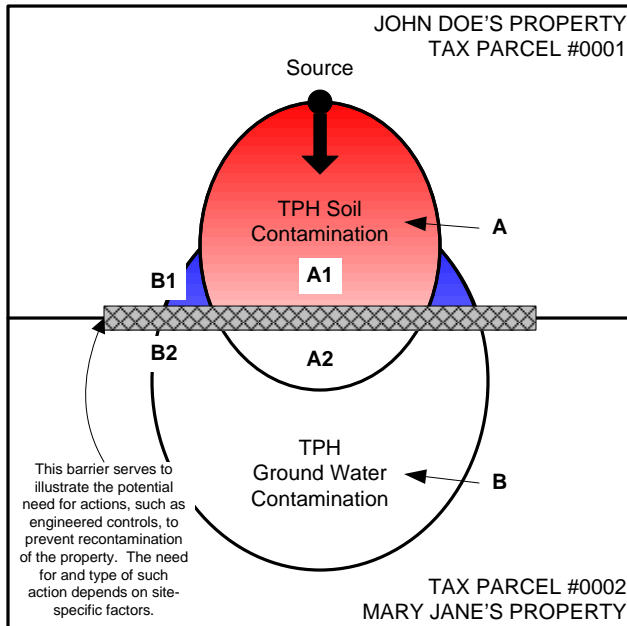 JOHN DOE'S PROPERTY
TAX PARCEL #0001
Source
TPH Soil
Contamination
A
A1
B1
B2
A2
TPH
Ground Water
Contamination
B
This barrier serves to
illustrate the potential
need for actions, such as
engineered controls, to
prevent recontamination
of the property. The need
for and type of such
action depends on site-
specific factors.
TAX PARCEL #0002
MARY JANE'S PROPERTY